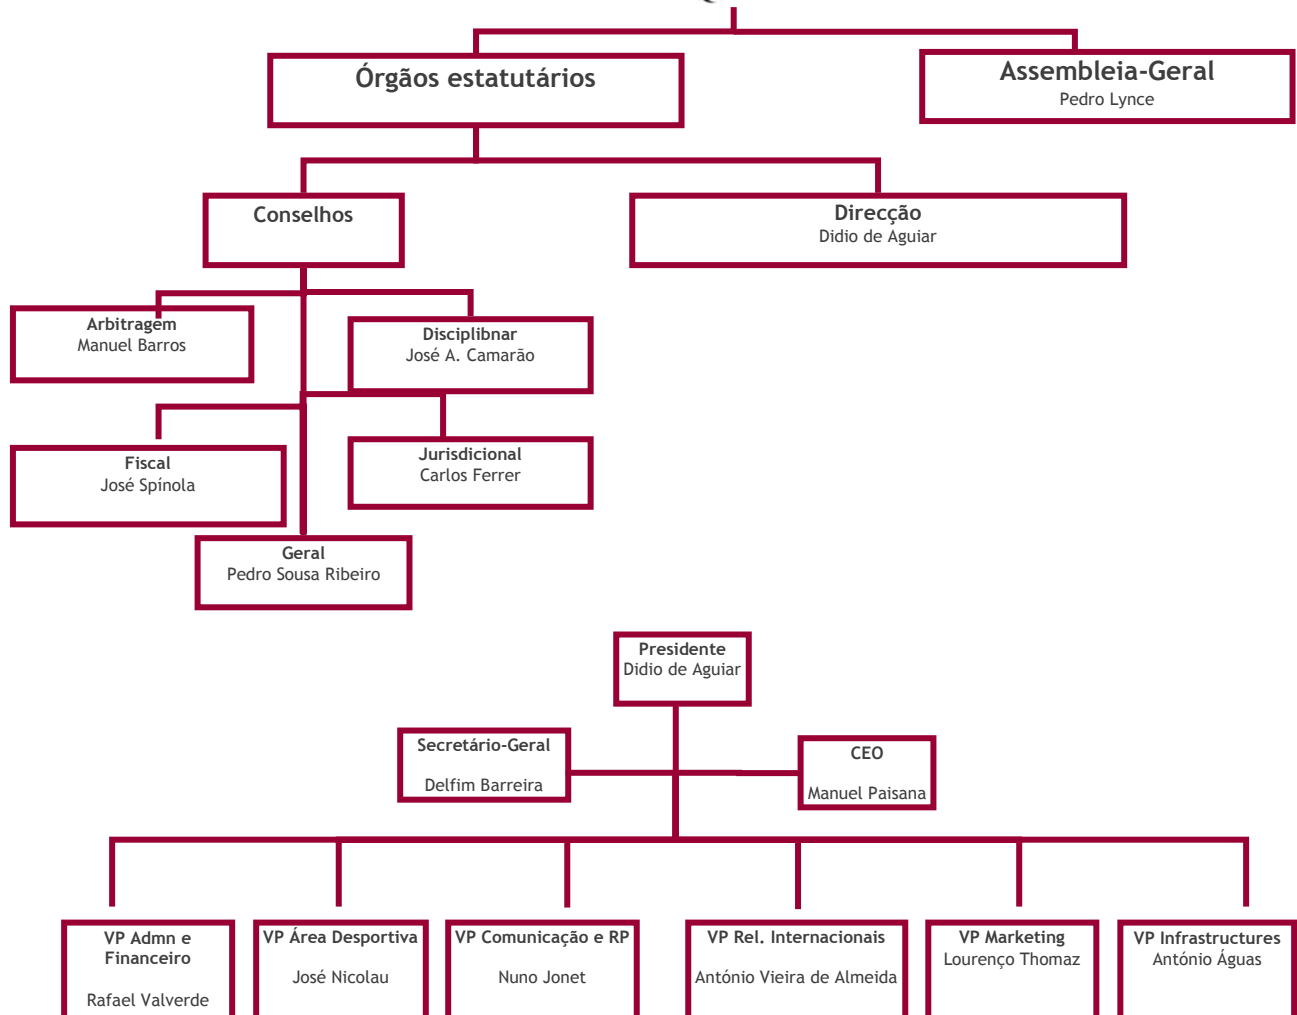 Órgãos estatutários
Assembleia-Geral
Pedro Lynce
Conselhos
Direcção
Didio de Aguiar
Arbitragem
Manuel Barros
Disciplibnar
José A. Camarão
Fiscal
José Spínola
Jurisdicional
Carlos Ferrer
Geral
Pedro Sousa Ribeiro
Presidente
Didio de Aguiar
Secretário-Geral
Delfim Barreira
CEO
Manuel Paisana
VP Admn e
Financeiro
Rafael Valverde
VP Área Desportiva
José Nicolau
VP Comunicação e RP
Nuno Jonet
VP Rel. Internacionais
António Vieira de Almeida
VP Marketing
Lourenço Thomaz
VP Infrastructures
António Águas